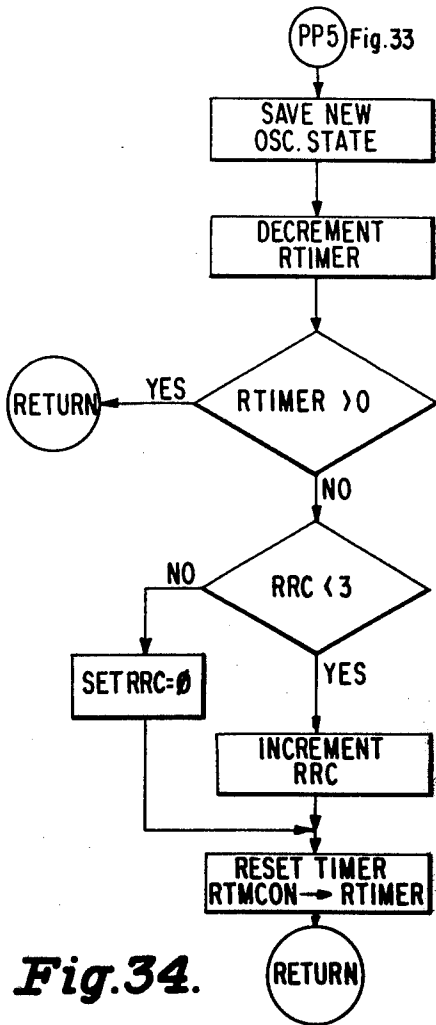 PP5 Fig.33
SAVE NEW
OSC. STATE
DECREMENT
RTIMER
RTIMER >0
YES
RETURN
NO
RRC <3
NO
YES
SET RRC=Ø
INCREMENT
RRC
RESET TIMER
RTMCON → RTIMER
RETURN
Fig.34.